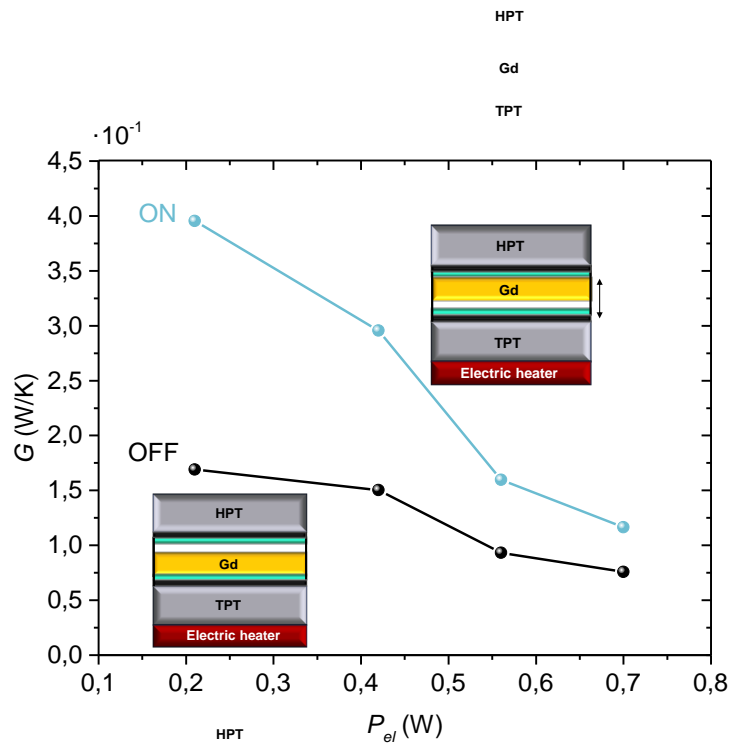 HPT
Gd
TPT
·10⁻¹
4,5
4,0
3,5
3,0
2,5
2,0
1,5
1,0
0,5
0,0
G (W/K)
ON
HPT
Gd
TPT
Electric heater
OFF
HPT
Gd
TPT
Electric heater
0,1 0,2 0,3 0,4 0,5 0,6 0,7 0,8
P_el (W)
HPT